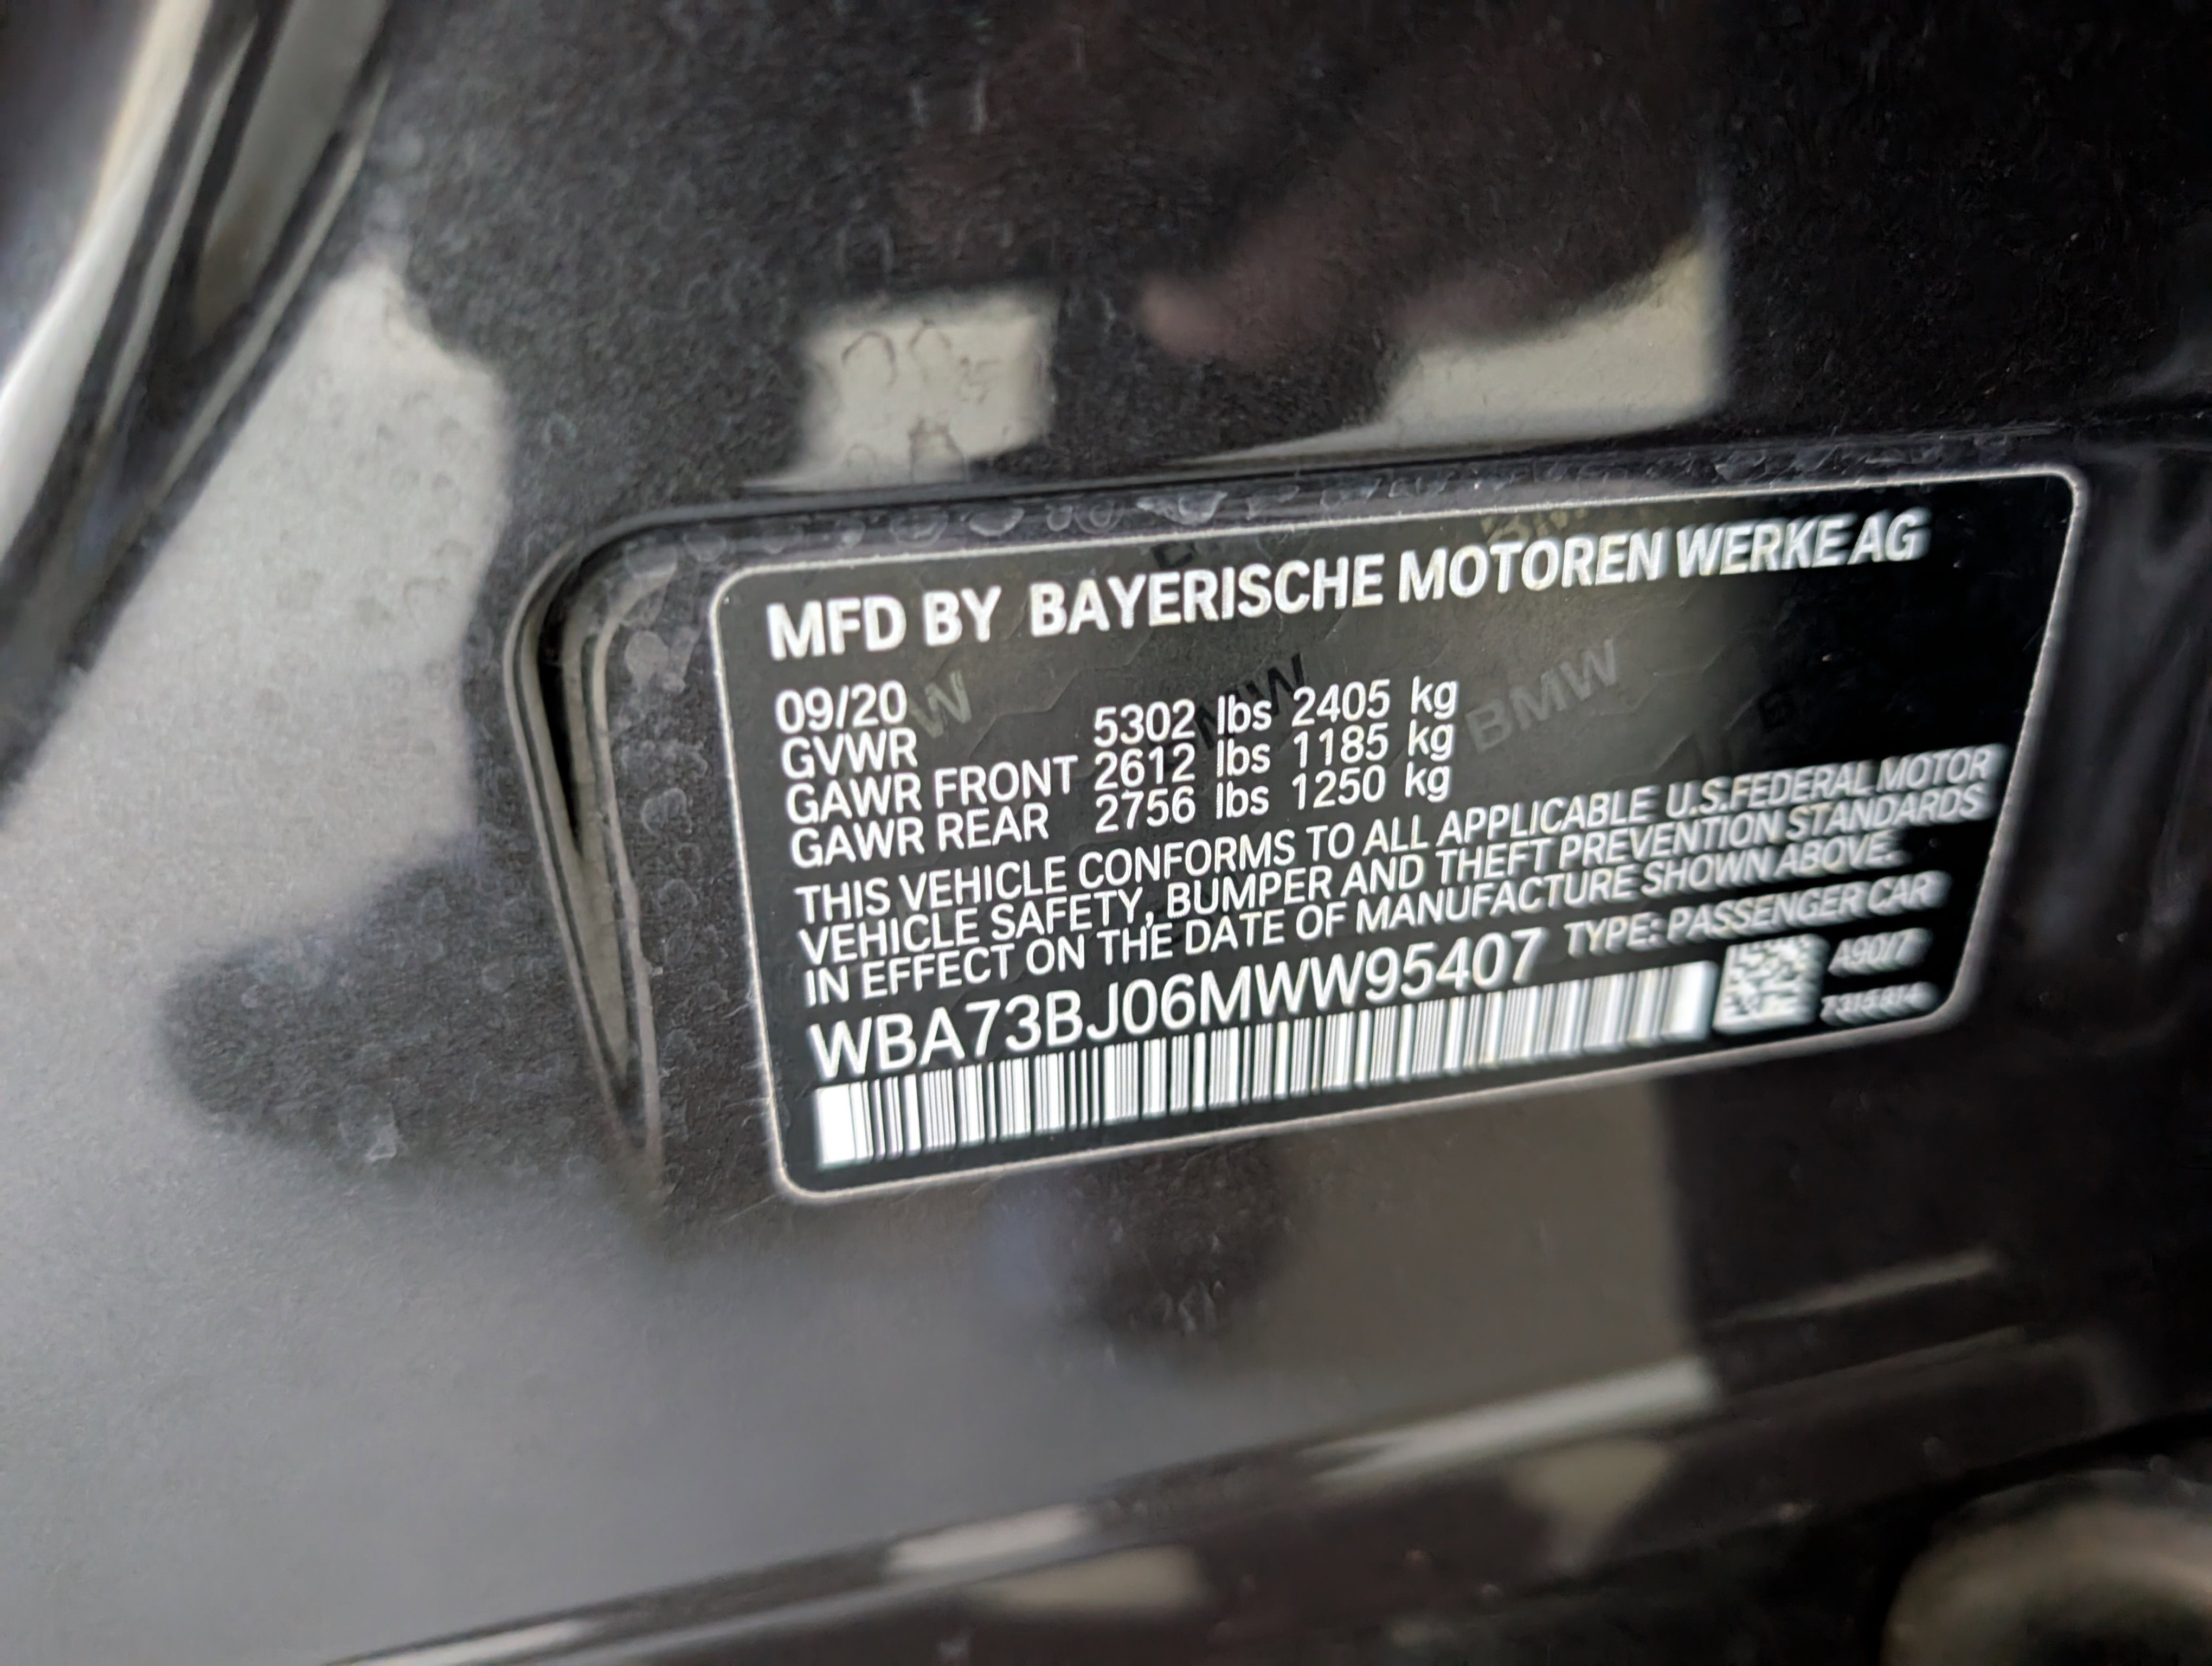 MFD BY BAYERISCHE MOTOREN WERKE AG
09/20
GVWR 5302 lbs 2405 kg
GAWR FRONT 2612 lbs 1185 kg
GAWR REAR 2756 lbs 1250 kg
THIS VEHICLE CONFORMS TO ALL APPLICABLE U.S.FEDERAL MOTOR
VEHICLE SAFETY, BUMPER AND THEFT PREVENTION STANDARDS
IN EFFECT ON THE DATE OF MANUFACTURE SHOWN ABOVE.
WBA73BJ06MWW95407 TYPE: PASSENGER CAR
A90/7
BMW
BMW